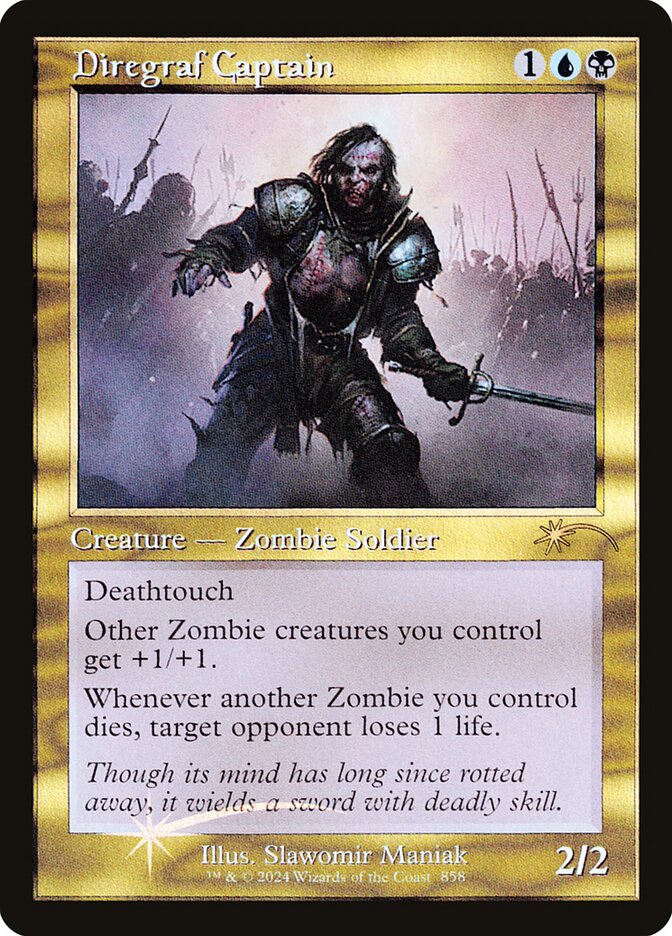 Diregraf Captain 1
Creature — Zombie Soldier
Deathtouch
Other Zombie creatures you control
get +1/+1.
Whenever another Zombie you control
dies, target opponent loses 1 life.
Though its mind has long since rotted
away, it wields a sword with deadly skill.
Illus. Slawomir Maniak
2/2
™ & © 2024 Wizards of the Coast 858